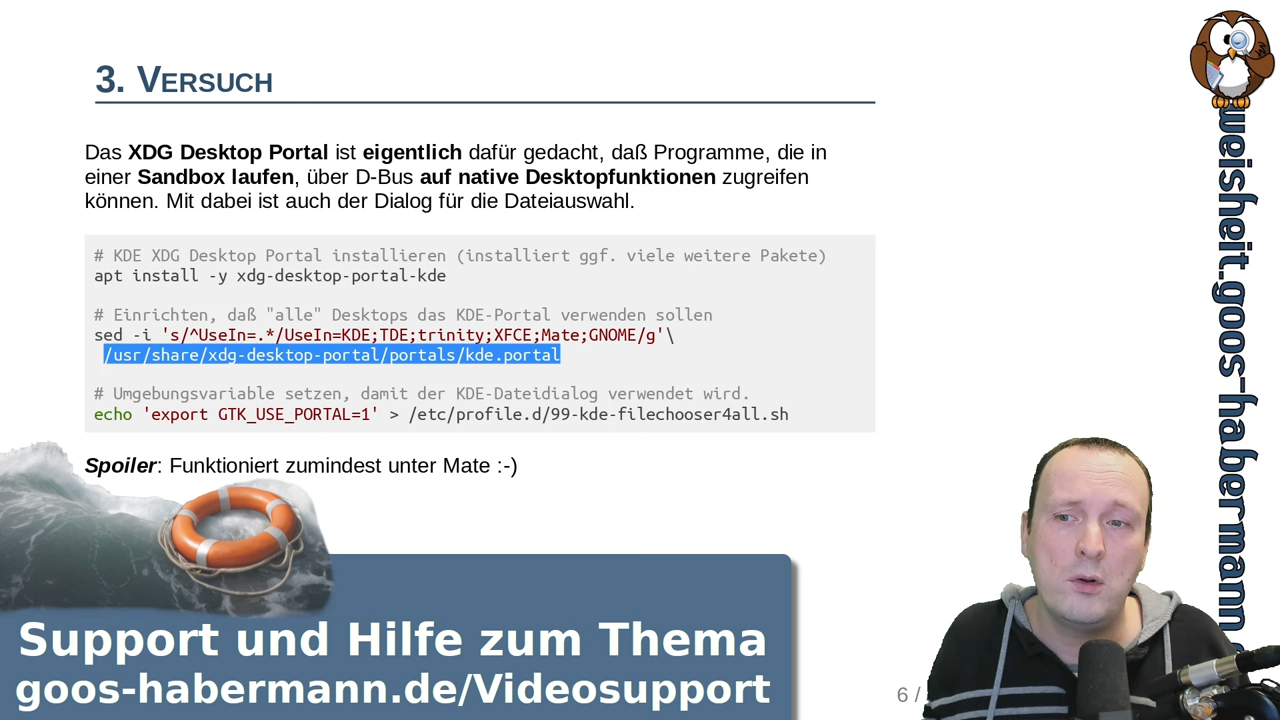 3. Versuch
Das XDG Desktop Portal ist eigentlich dafür gedacht, daß Programme, die in
einer Sandbox laufen, über D-Bus auf native Desktopfunktionen zugreifen
können. Mit dabei ist auch der Dialog für die Dateiauswahl.
# KDE XDG Desktop Portal installieren (installiert ggf. viele weitere Pakete)
apt install -y xdg-desktop-portal-kde
# Einrichten, daß "alle" Desktops das KDE-Portal verwenden sollen
sed -i 's/^UseIn=.*/UseIn=KDE;TDE;trinity;XFCE;Mate;GNOME/g'\
/usr/share/xdg-desktop-portal/portals/kde.portal
# Umgebungsvariable setzen, damit der KDE-Dateidialog verwendet wird.
echo 'export GTK_USE_PORTAL=1' > /etc/profile.d/99-kde-filechooser4all.sh
Spoiler: Funktioniert zumindest unter Mate :-)
Support und Hilfe zum Thema
goos-habermann.de/Videosupport
6 /
weisheit.goos-habermann.